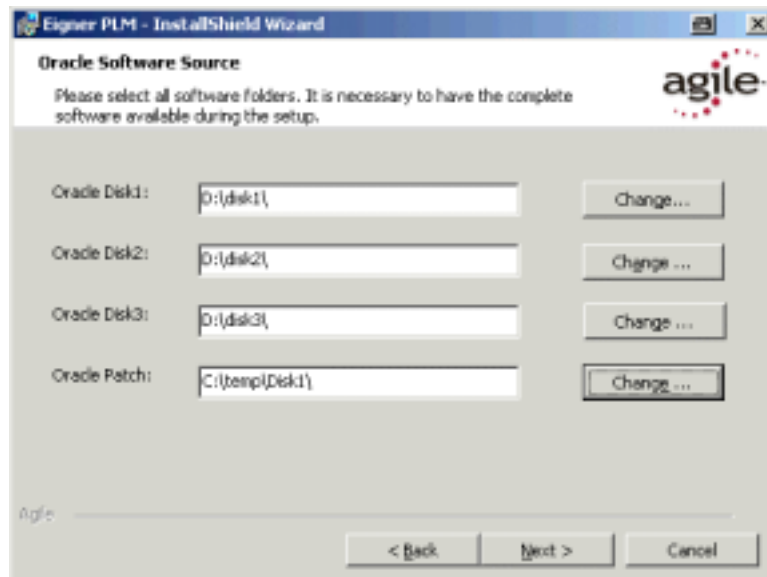 Eigner PLM - InstallShield Wizard
Oracle Software Source
Please select all software folders. It is necessary to have the complete
software available during the setup.
agile
Oracle Disk1:
D:\disk1\
Change...
Oracle Disk2:
D:\disk2\
Change ...
Oracle Disk3:
D:\disk3\
Change ...
Oracle Patch:
C:\temp\Disk1\
Change ...
Agile
< Back
Next >
Cancel